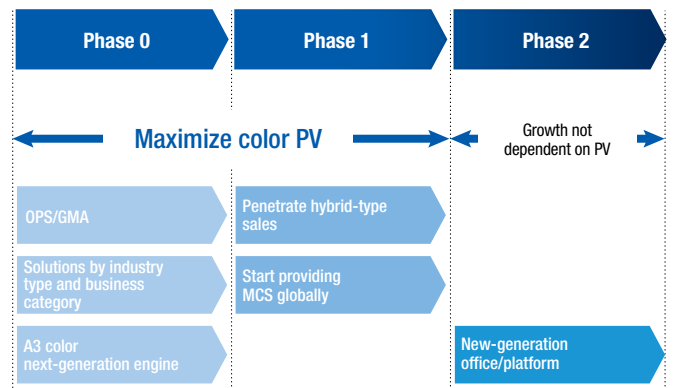 Phase 0
Phase 1
Phase 2
Maximize color PV
Growth not
dependent on PV
OPS/GMA
Penetrate hybrid-type
sales
Solutions by industry
type and business
category
Start providing
MCS globally
A3 color
next-generation engine
New-generation
office/platform